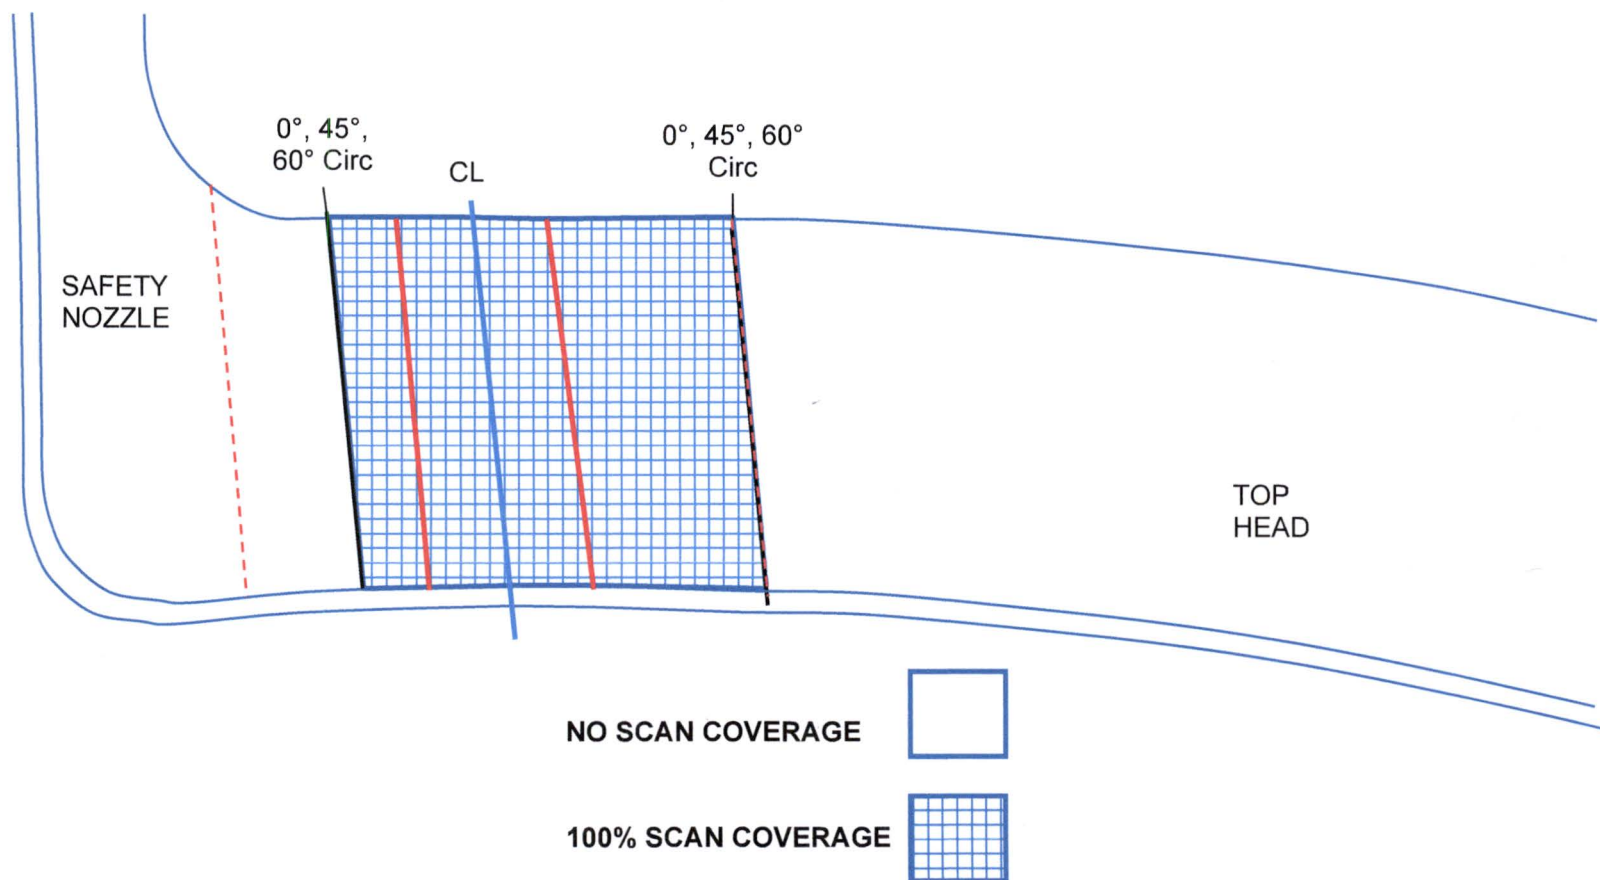 0°, 45°,
60° Circ
CL
0°, 45°, 60°
Circ
SAFETY
NOZZLE
TOP
HEAD
NO SCAN COVERAGE
100% SCAN COVERAGE